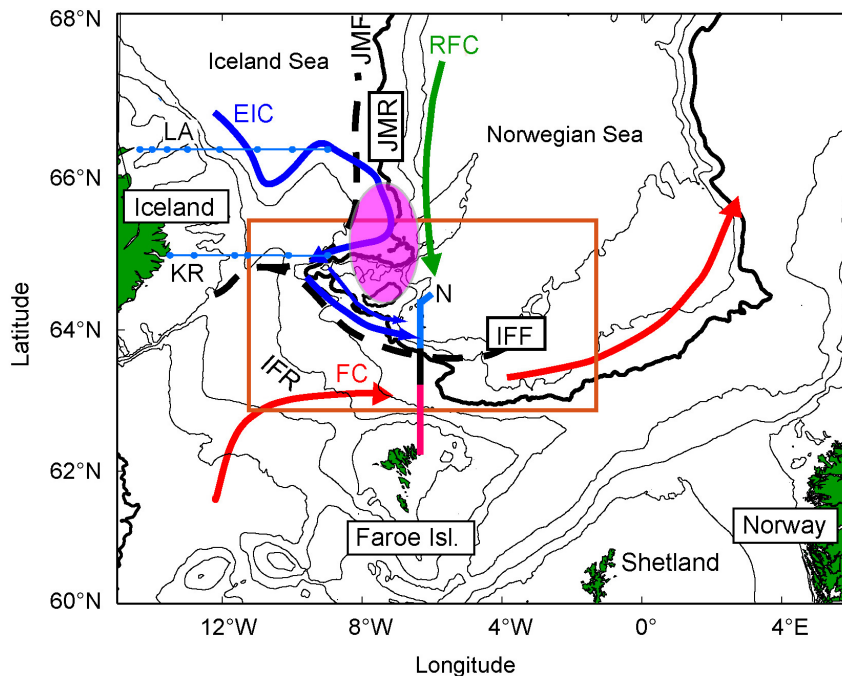 68°N
JMF
RFC
Iceland Sea
EIC
JMR
LA
Norwegian Sea
66°N
Iceland
KR
N
64°N
IFF
IFR
FC
Latitude
62°N
Faroe Isl.
Norway
Shetland
60°N
12°W
8°W
4°W
0°
4°E
Longitude